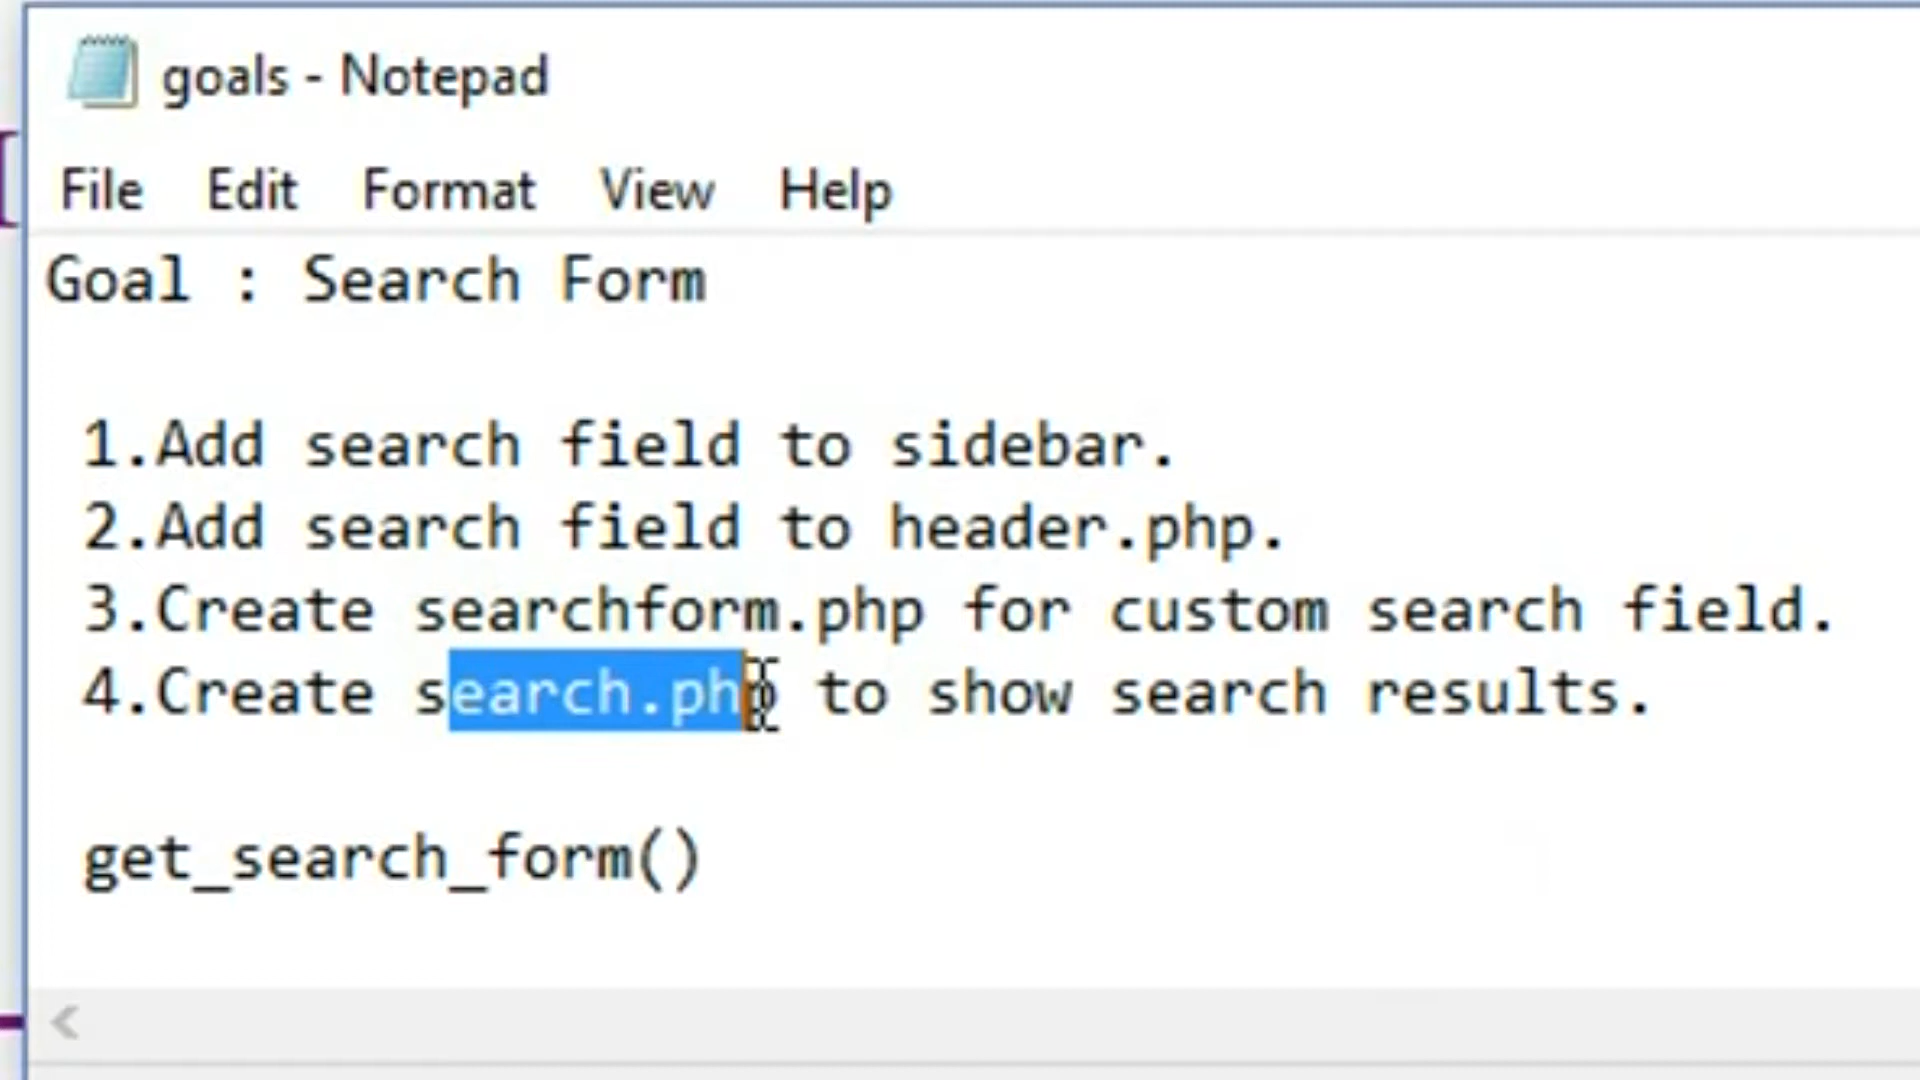 goals - Notepad
File Edit Format View Help
Goal : Search Form
1.Add search field to sidebar.
2.Add search field to header.php.
3.Create searchform.php for custom search field.
4.Create search.php to show search results.
get_search_form()